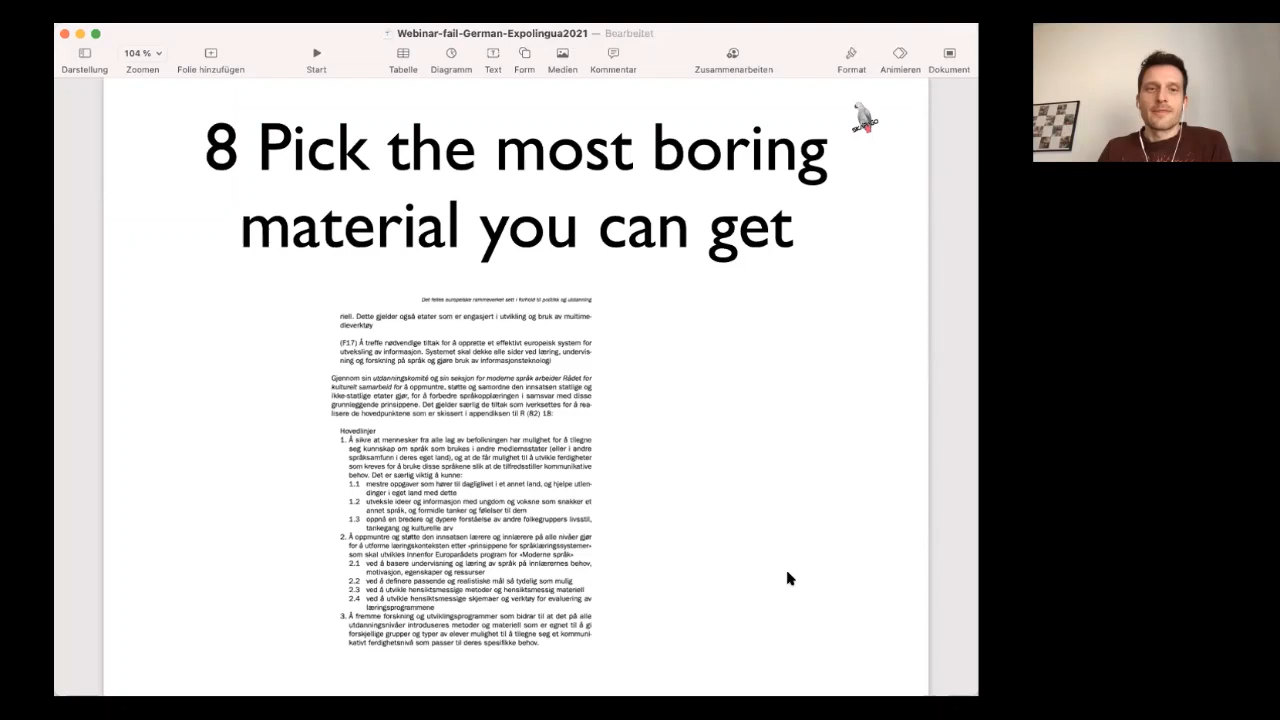 Webinar-fail-German-Expolingua2021 — Bearbeitet
104 %
Darstellung Zoomen Folie hinzufügen Start Tabelle Diagramm Text Form Medien Kommentar Zusammenarbeiten Format Animieren Dokument
8 Pick the most boring
material you can get
Det felles europeiske rammeverket sett i forhold til politikk og utdanning
riell. Dette gjelder også etater som er engasjert i utvikling og bruk av multime-
dieverktøy
(F17) Å treffe nødvendige tiltak for å opprette et effektivt europeisk system for
utveksling av informasjon. Systemet skal dekke alle sider ved læring, undervis-
ning og forskning på språk og gjøre bruk av informasjonsteknologi
Gjennom sin utdanningskomité og sin seksjon for moderne språk arbeider Rådet for
kulturelt samarbeid for å oppmuntre, støtte og samordne den innsatsen statlige og
ikke-statlige etater gjør, for å forbedre språkopplæringen i samsvar med disse
grunnleggende prinsippene. Det gjelder særlig de tiltak som iverksettes for å rea-
lisere de hovedpunktene som er skissert i appendiksen til R (82) 18:
Hovedlinjer
1. Å sikre at mennesker fra alle lag av befolkningen har mulighet for å tilegne
seg kunnskap om språk som brukes i andre medlemsstater (eller i andre
språksamfunn i deres eget land), og at de får mulighet til å utvikle ferdigheter
som kreves for å bruke disse språkene slik at de tilfredsstiller kommunikative
behov. Det er særlig viktig å kunne:
1.1 mestre oppgaver som hører til dagliglivet i et annet land, og hjelpe utlen-
dinger i eget land med dette
1.2 utveksle ideer og informasjon med ungdom og voksne som snakker et
annet språk, og formidle tanker og følelser til dem
1.3 oppnå en bredere og dypere forståelse av andre folkegruppers livsstil,
tankegang og kulturelle arv
2. Å oppmuntre og støtte den innsatsen lærere og innlærere på alle nivåer gjør
for å utforme læringskonteksten etter «prinsippene for språklæringssystemer»
som skal utvikles innenfor Europarådets program for «Moderne språk»
2.1 ved å basere undervisning og læring av språk på innlærernes behov,
motivasjon, egenskaper og ressurser
2.2 ved å definere passende og realistiske mål så tydelig som mulig
2.3 ved å utvikle hensiktsmessige metoder og hensiktsmessig materiell
2.4 ved å utvikle hensiktsmessige skjemaer og verktøy for evaluering av
læringsprogrammene
3. Å fremme forskning og utviklingsprogrammer som bidrar til at det på alle
utdanningsnivåer introduseres metoder og materiell som er egnet til å gi
forskjellige grupper og typer av elever mulighet til å tilegne seg et kommuni-
kativt ferdighetsnivå som passer til deres spesifikke behov.